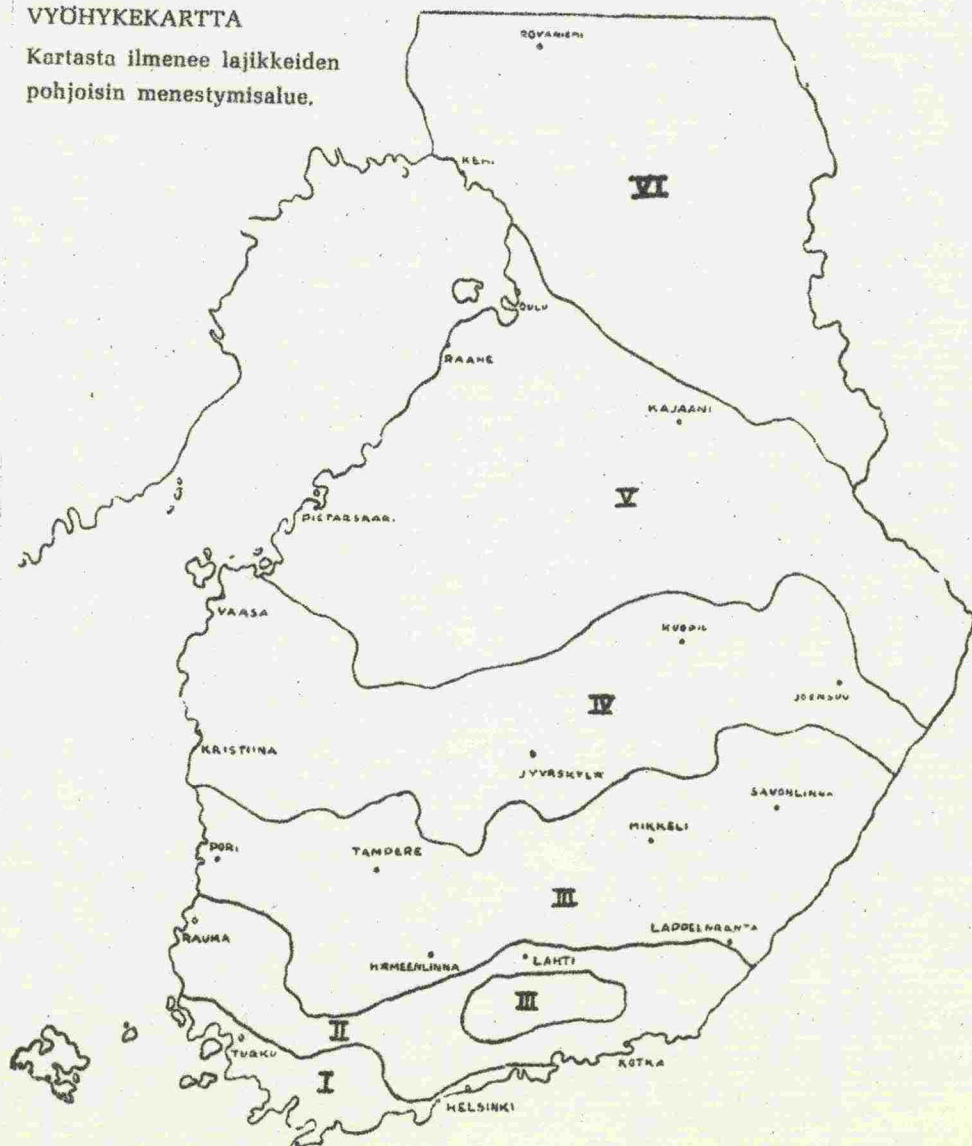 VYÖHYKEKARTTA
Kartasta ilmenee lajikkeiden
pohjoisin menestymisalue.
ROVANIEMI
KEMI
VI
OULU
RAAHE
KAJAANI
V
PIETARSAARI
VAASA
KUOPIO
JOENSUU
IV
KRISTIINA
JYVÄSKYLÄ
SAVONLINNA
MIKKELI
PORI
TAMPERE
III
LAPPEENRANTA
RAUMA
HÄMEENLINNA
LAHTI
III
II
TURKU
KOTKA
I
HELSINKI